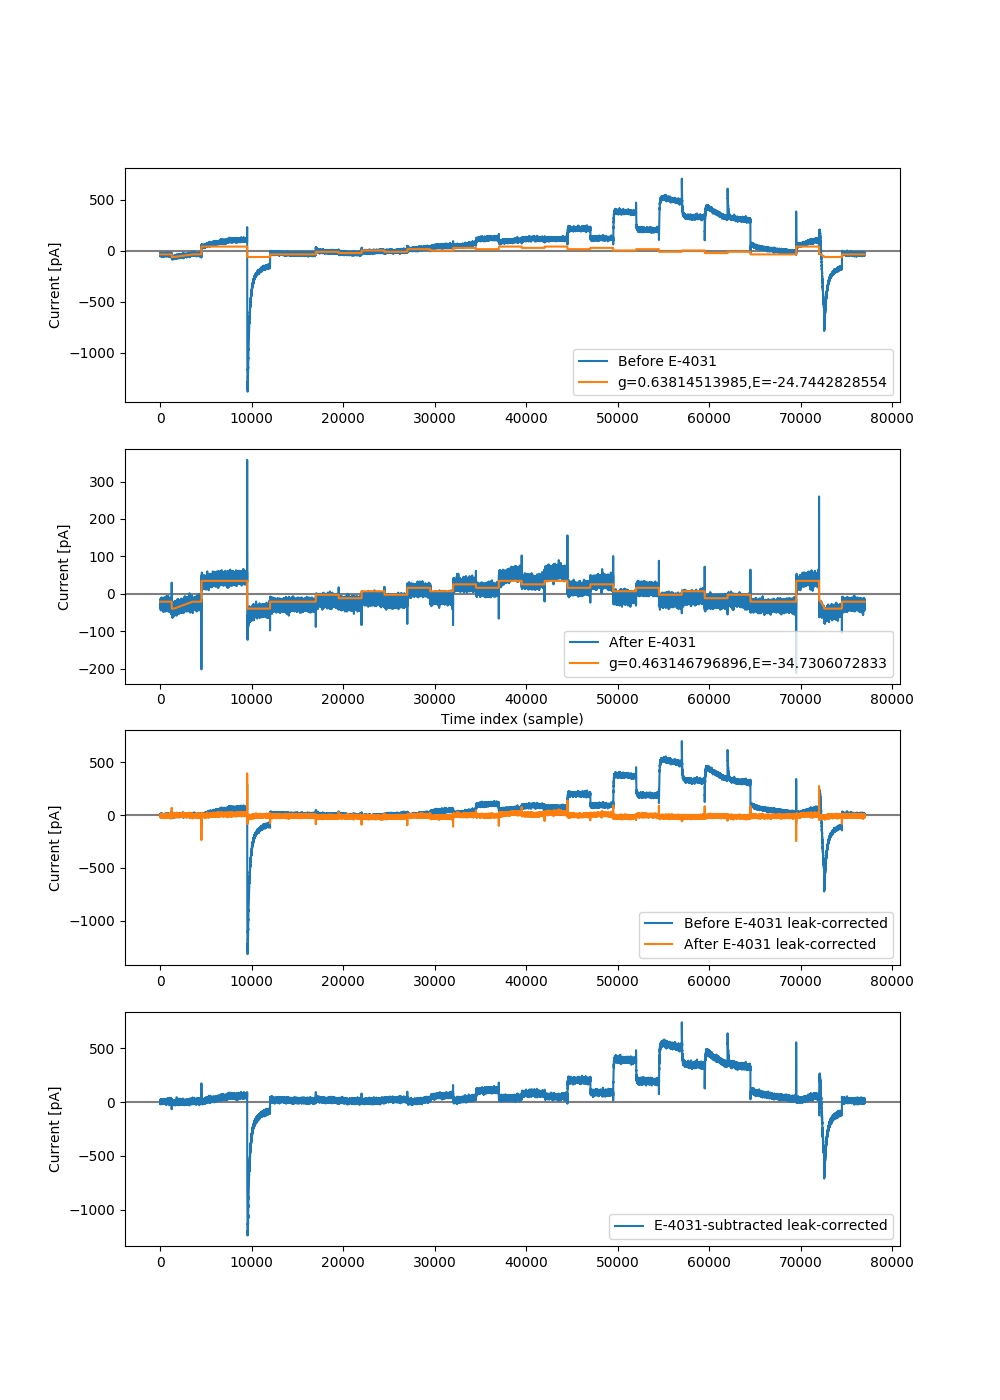 500
0
−500
−1000
Current [pA]
Before E-4031
g=0.63814513985,E=-24.7442828554
0 10000 20000 30000 40000 50000 60000 70000 80000
300
200
100
0
−100
−200
Current [pA]
After E-4031
g=0.463146796896,E=-34.7306072833
0 10000 20000 30000 40000 50000 60000 70000 80000
Time index (sample)
500
0
−500
−1000
Current [pA]
Before E-4031 leak-corrected
After E-4031 leak-corrected
0 10000 20000 30000 40000 50000 60000 70000 80000
500
0
−500
−1000
Current [pA]
E-4031-subtracted leak-corrected
0 10000 20000 30000 40000 50000 60000 70000 80000